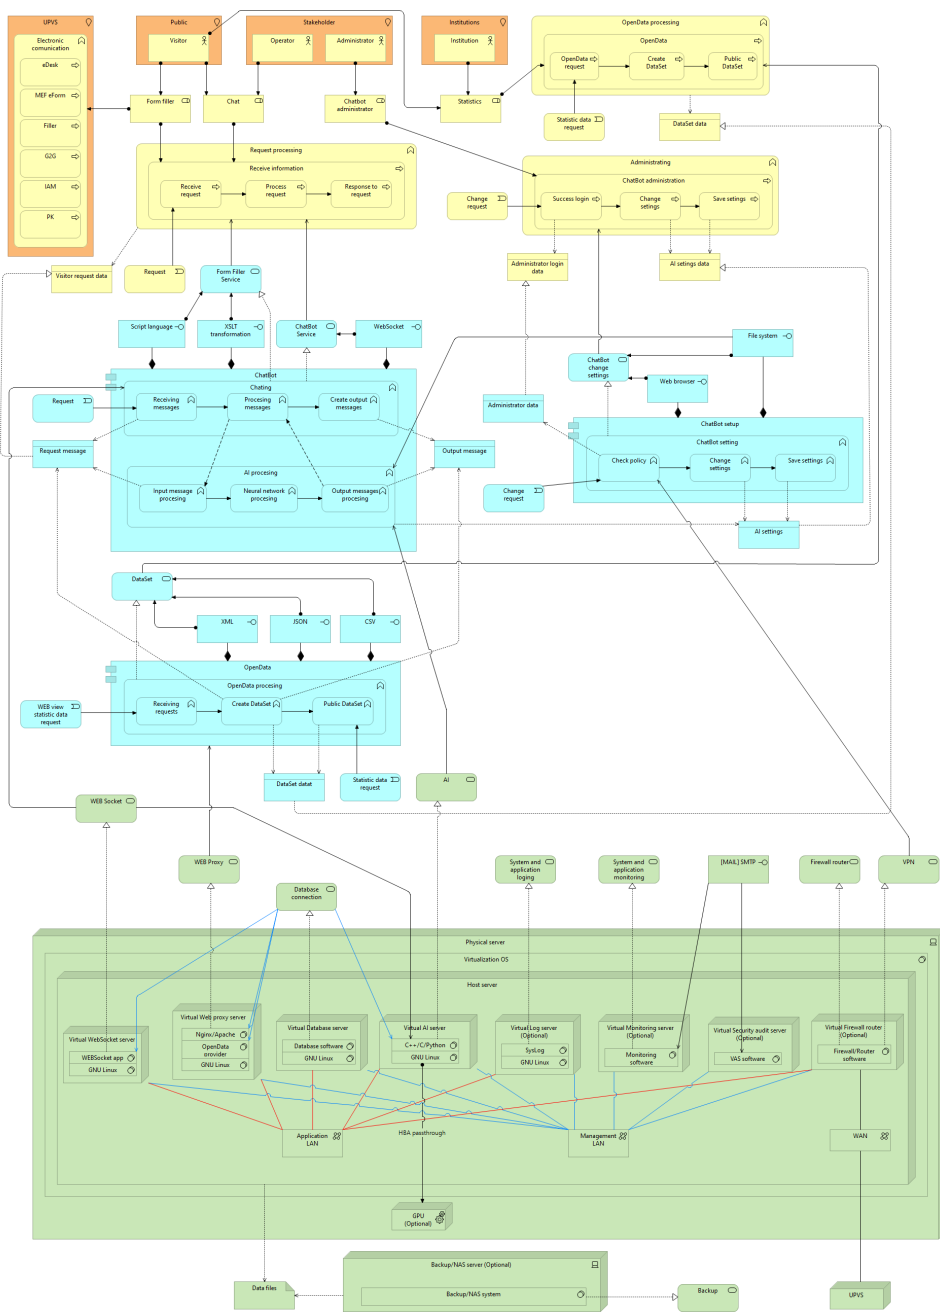 UPVS
Electronic
comunication
eDesk
MEF eForm
Filler
G2G
IAM
PK
Public
Visitor
Stakeholder
Operator
Administrator
Institutions
Institution
OpenData processing
OpenData
OpenData
request
Create
DataSet
Public
DataSet
Form filler
Chat
Chatbot
administrator
Statistics
Statistic data
request
DataSet data
Request processing
Receive information
Receive
request
Process
request
Response to
request
Administrating
ChatBot administration
Change
request
Success login
Change
setings
Save setings
Visitor request data
Request
Form Filler
Service
Administrator login
data
AI setings data
Script language
XSLT
transformation
ChatBot
Service
WebSocket
File system
ChatBot
change
settings
Web browser
ChatBot
Chating
Request
Receiving
messages
Procesing
messages
Create output
messages
Administrator data
ChatBot setup
ChatBot setting
Request message
Output message
Check policy
Change
settings
Save settings
AI procesing
Input message
procesing
Neural network
procesing
Output messages
procesing
Change
request
AI settings
DataSet
XML
JSON
CSV
OpenData
OpenData procesing
WEB view
statistic data
request
Receiving
requests
Create DataSet
Public DataSet
DataSet datat
Statistic data
request
AI
WEB Socket
WEB Proxy
Database
connection
System and
application
loging
System and
application
monitoring
[MAIL] SMTP
Firewall router
VPN
Physical server
Virtualization OS
Host server
Virtual WebSocket server
WEBSocket app
GNU Linux
Virtual Web proxy server
Nginx/Apache
OpenData
orovider
GNU Linux
Virtual Database server
Database software
GNU Linux
Virtual AI server
C++/C/Python
GNU Linux
Virtual Log server
(Optional)
SysLog
GNU Linux
Virtual Monitoring server
(Optional)
Monitoring
software
Virtual Security audit server
(Optional)
VAS software
Virtual Firewall router
(Optional)
Firewall/Router
software
Application
LAN
HBA passthrough
Management
LAN
WAN
GPU
(Optional)
Backup/NAS server (Optional)
Data files
Backup/NAS system
Backup
UPVS